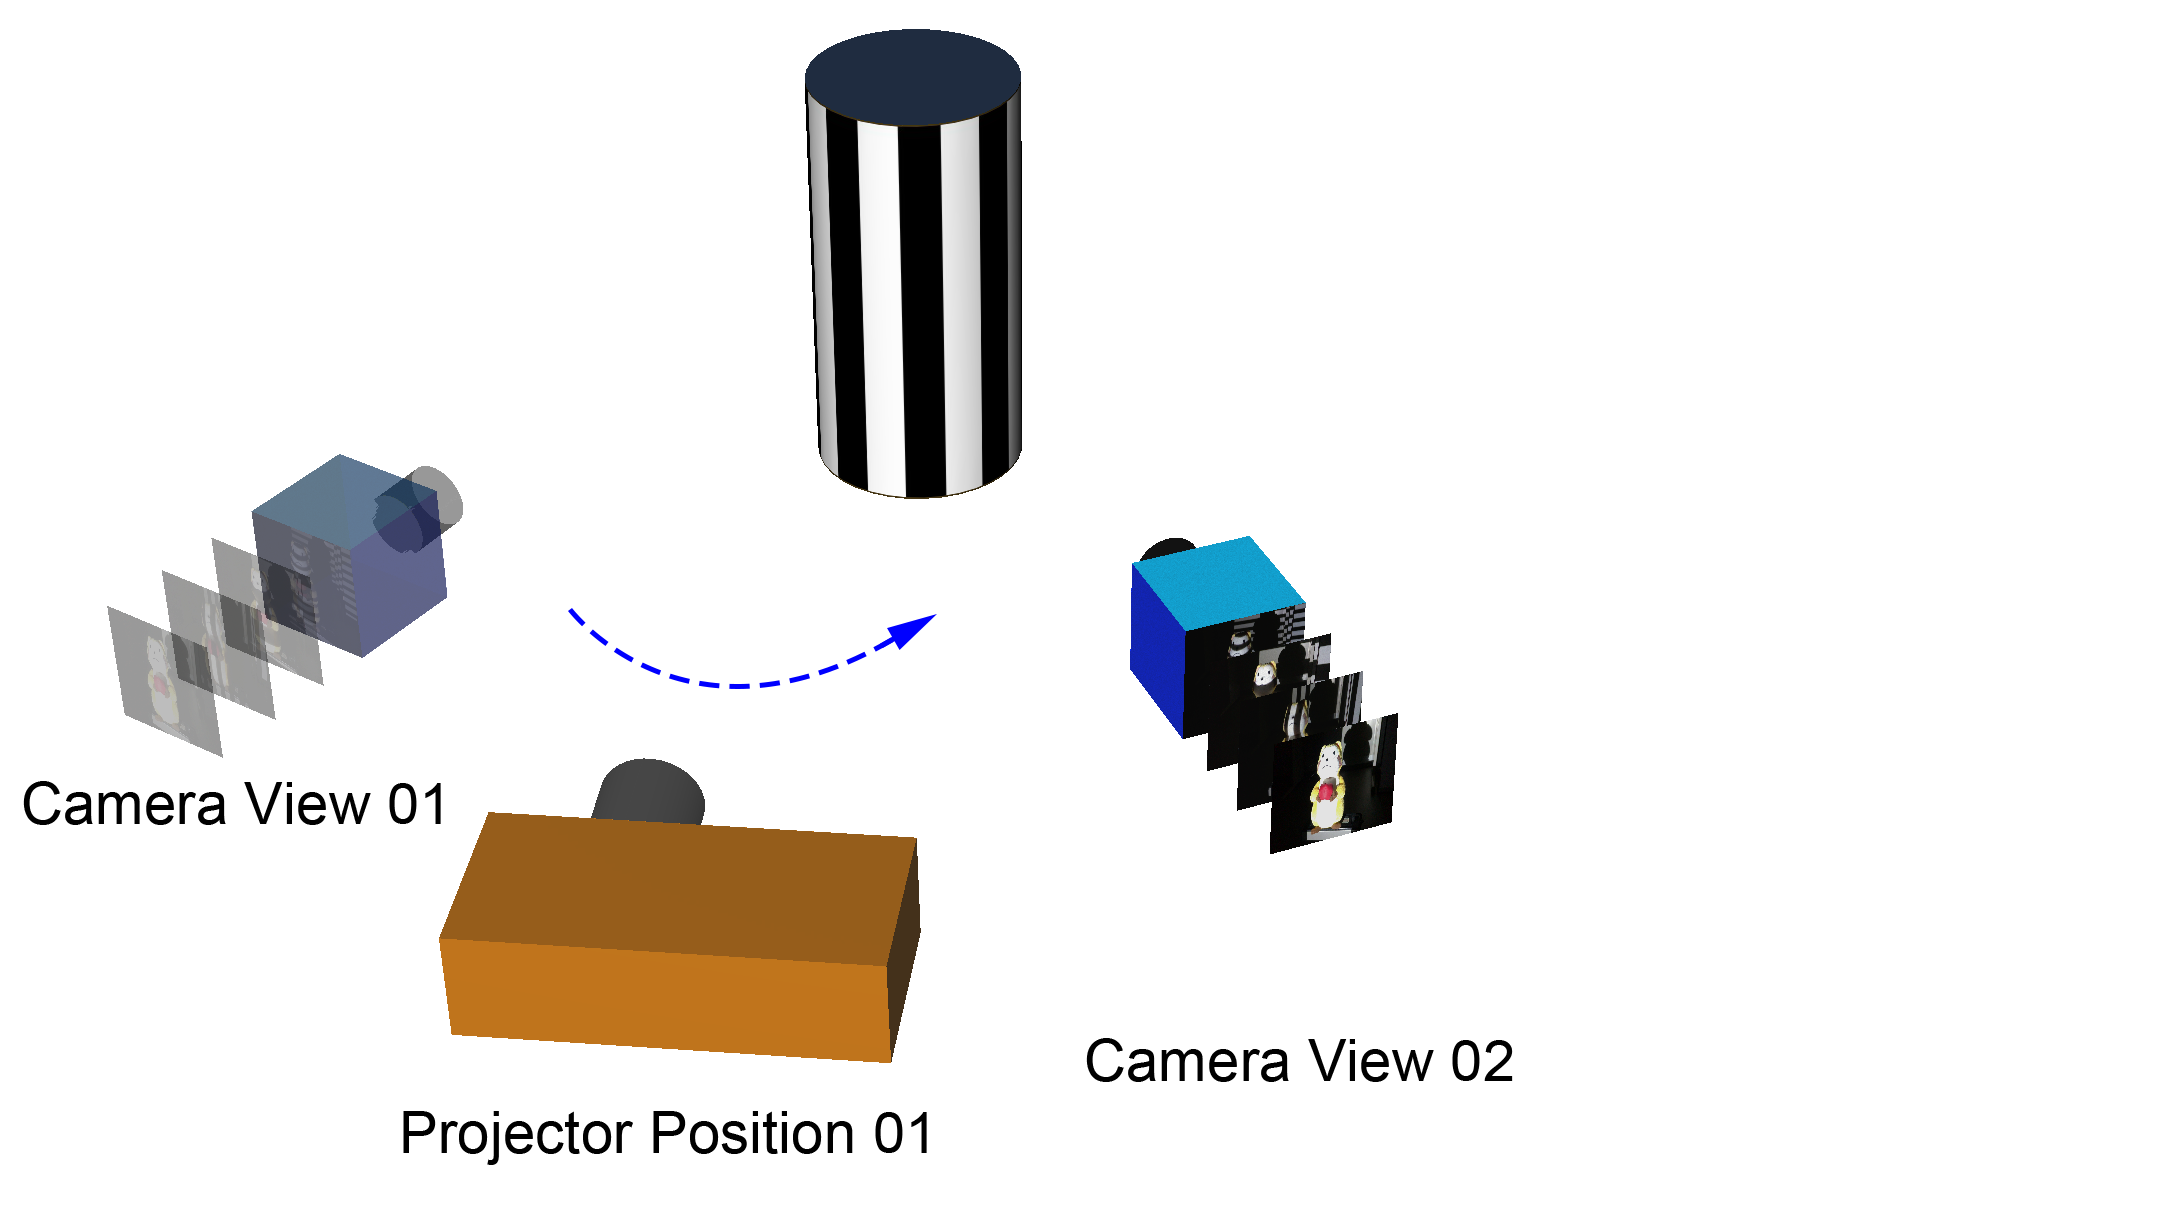 Camera View 01
Camera View 02
Projector Position 01